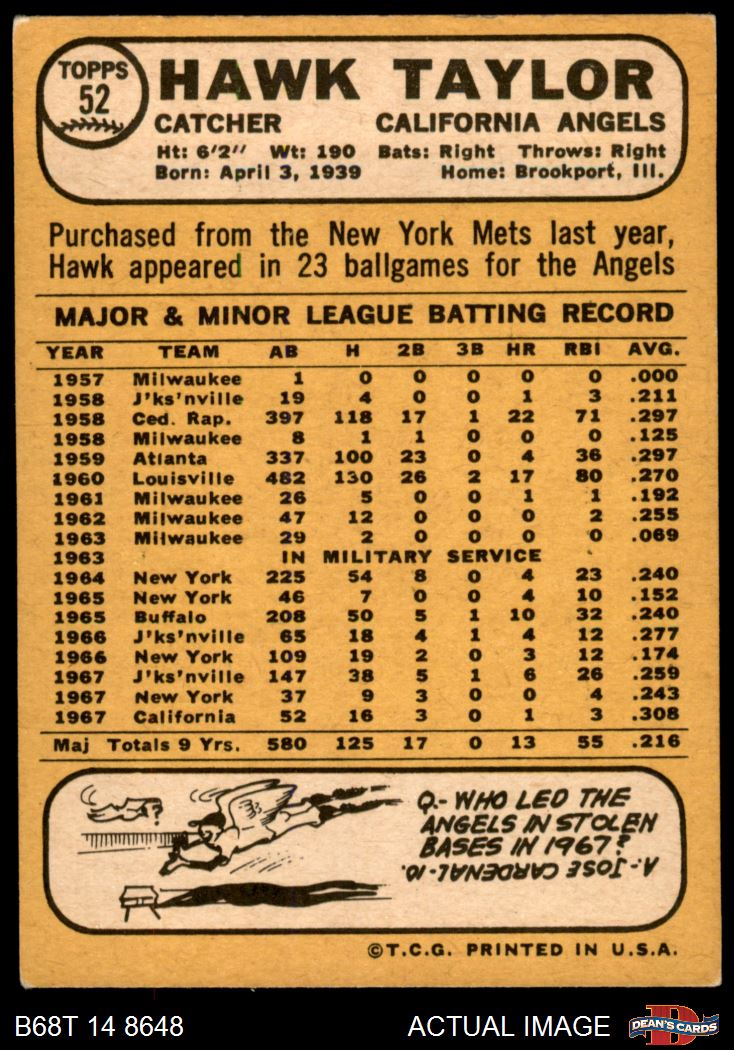 TOPPS
52
HAWK TAYLOR
CATCHER CALIFORNIA ANGELS
Ht: 6'2" Wt: 190 Bats: Right Throws: Right
Born: April 3, 1939 Home: Brookport, Ill.
Purchased from the New York Mets last year,
Hawk appeared in 23 ballgames for the Angels
MAJOR & MINOR LEAGUE BATTING RECORD
YEAR TEAM AB H 2B 3B HR RBI AVG.
1957 Milwaukee 1 0 0 0 0 0 .000
1958 J'ks'nville 19 4 0 0 1 3 .211
1958 Ced. Rap. 397 118 17 1 22 71 .297
1958 Milwaukee 8 1 1 0 0 0 .125
1959 Atlanta 337 100 23 0 4 36 .297
1960 Louisville 482 130 26 2 17 80 .270
1961 Milwaukee 26 5 0 0 1 1 .192
1962 Milwaukee 47 12 0 0 0 2 .255
1963 Milwaukee 29 2 0 0 0 0 .069
1963 IN MILITARY SERVICE
1964 New York 225 54 8 0 4 23 .240
1965 New York 46 7 0 0 4 10 .152
1965 Buffalo 208 50 5 1 10 32 .240
1966 J'ks'nville 65 18 4 1 4 12 .277
1966 New York 109 19 2 0 3 12 .174
1967 J'ks'nville 147 38 5 1 6 26 .259
1967 New York 37 9 3 0 0 4 .243
1967 California 52 16 3 0 1 3 .308
Maj Totals 9 Yrs. 580 125 17 0 13 55 .216
Q.- WHO LED THE
ANGELS IN STOLEN
BASES IN 1967?
A.- JOSE CARDENAL-10.
©T.C.G. PRINTED IN U.S.A.
B68T 14 8648 ACTUAL IMAGE DEAN'S CARDS